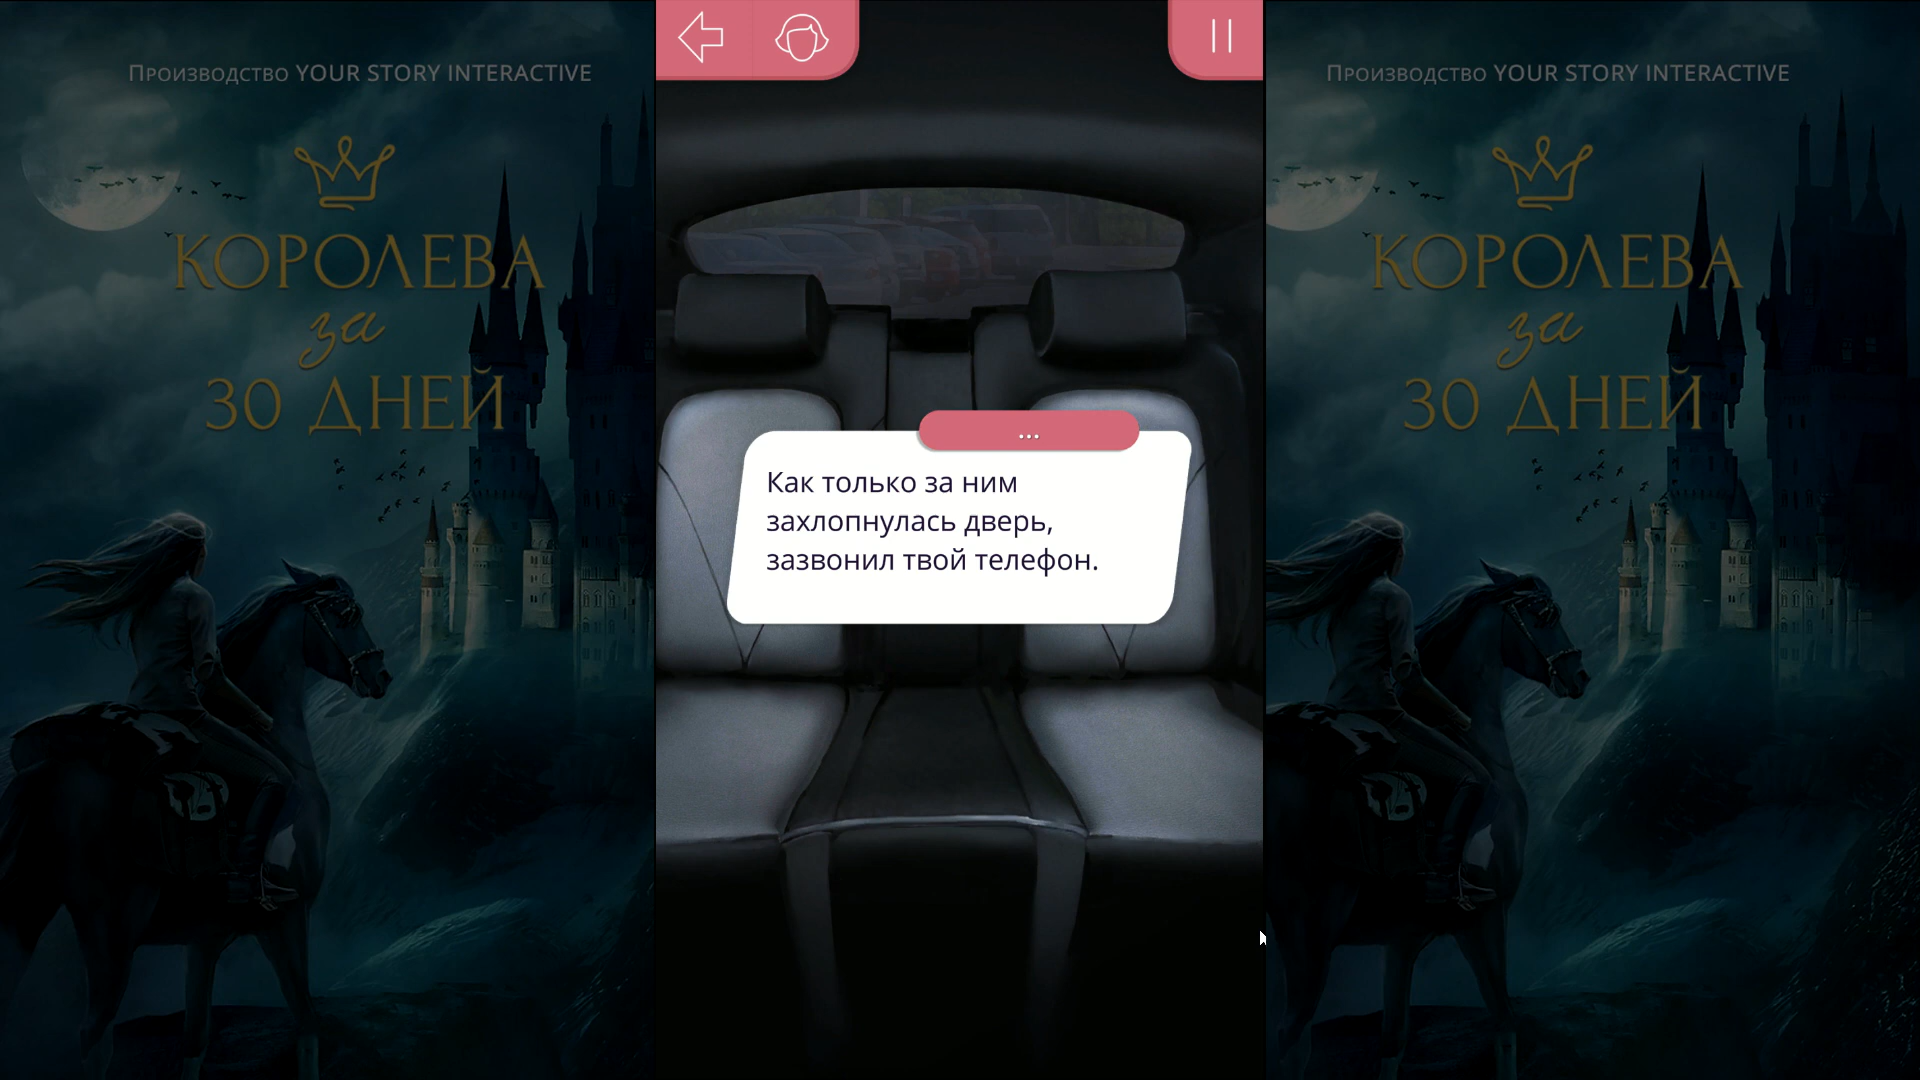 Производство YOUR STORY INTERACTIVE
КОРОЛЕВА
за
30 ДНЕЙ
...
Как только за ним
захлопнулась дверь,
зазвонил твой телефон.
Производство YOUR STORY INTERACTIVE
КОРОЛЕВА
за
30 ДНЕЙ